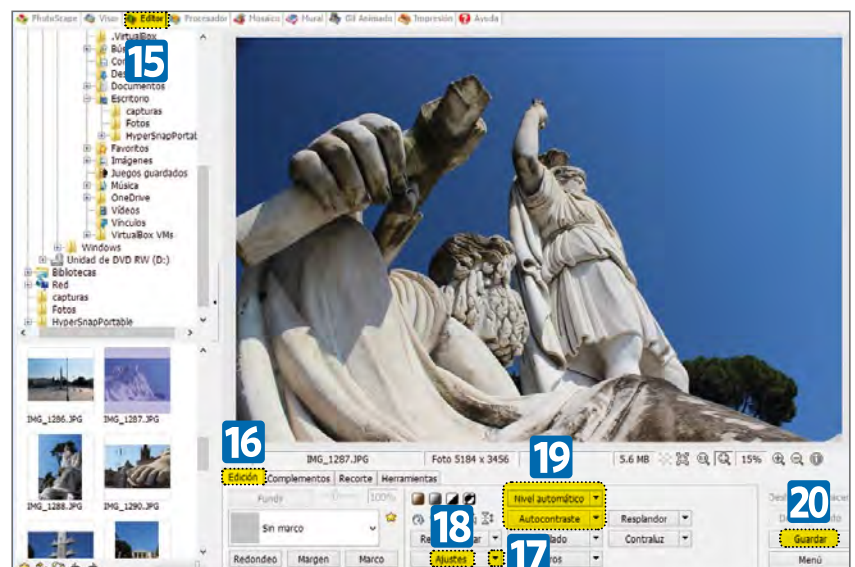 PhotoScape Visor Editor Procesador Mosaico Mural Gif Animado Impresión Ayuda
15
.VirtualBox
Documentos
Escritorio
capturas
Fotos
HyperSnapPortal
Favoritos
Imágenes
Juegos guardados
Música
OneDrive
Vídeos
Vínculos
VirtualBox VMs
Windows
Unidad de DVD RW (D:)
Bibliotecas
Red
capturas
Fotos
HyperSnapPortable
IMG_1286.JPG IMG_1287.JPG
IMG_1288.JPG IMG_1290.JPG
16
IMG_1287.JPG Foto 5184 x 3456 5.6 MB 15%
19
Edición Complementos Recorte Herramientas
Fundy 100%
Nivel automático
20
Sin marco
18
Autocontraste Resplandor
Contraluz
Guardar
Redondeo Margen Marco Ajustes
17
Menú